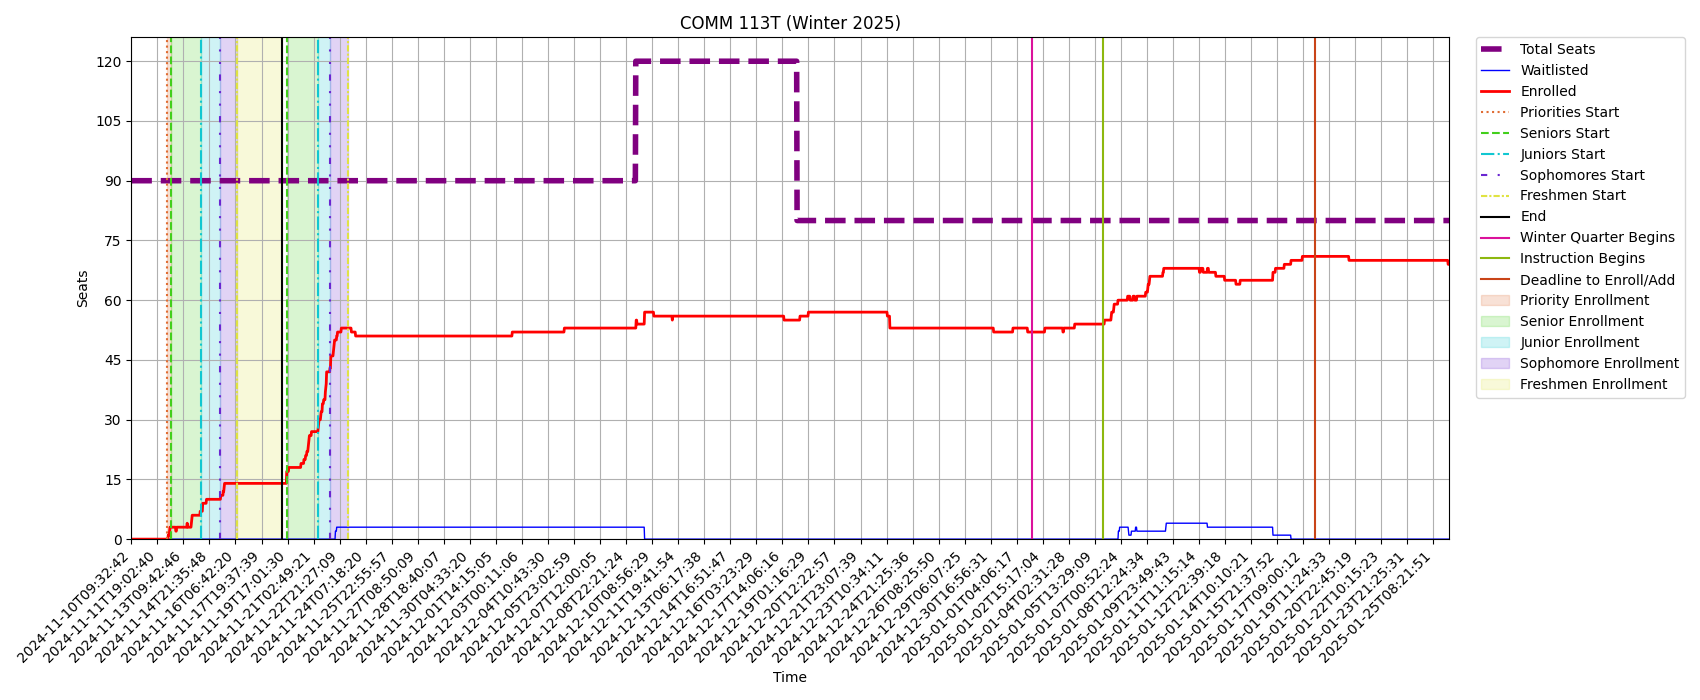 COMM 113T (Winter 2025)
Seats
120
105
90
75
60
45
30
15
0
2024-11-10T09:32:42
2024-11-11T19:02:40
2024-11-13T09:42:46
2024-11-14T21:35:48
2024-11-16T06:42:20
2024-11-17T19:37:39
2024-11-19T17:01:30
2024-11-21T02:49:21
2024-11-22T21:27:09
2024-11-24T07:18:20
2024-11-25T22:55:57
2024-11-27T08:50:09
2024-11-28T18:40:07
2024-11-30T04:33:20
2024-12-01T14:15:05
2024-12-03T00:11:06
2024-12-04T10:43:30
2024-12-05T23:02:59
2024-12-07T12:00:05
2024-12-08T22:21:24
2024-12-10T08:56:29
2024-12-11T19:41:54
2024-12-13T06:17:38
2024-12-14T16:51:47
2024-12-16T03:23:29
2024-12-17T14:06:16
2024-12-19T01:16:29
2024-12-20T12:22:57
2024-12-21T23:07:39
2024-12-23T10:34:11
2024-12-24T21:25:36
2024-12-26T08:25:50
2024-12-29T06:07:25
2024-12-30T16:56:31
2025-01-01T04:06:17
2025-01-02T15:17:04
2025-01-04T02:31:28
2025-01-05T13:29:09
2025-01-07T00:52:24
2025-01-08T12:24:34
2025-01-09T23:49:43
2025-01-11T11:15:14
2025-01-12T22:39:18
2025-01-14T10:10:21
2025-01-15T21:37:52
2025-01-17T09:00:12
2025-01-19T11:24:33
2025-01-20T22:45:19
2025-01-22T10:15:23
2025-01-23T21:25:31
2025-01-25T08:21:51
Time
Total Seats
Waitlisted
Enrolled
Priorities Start
Seniors Start
Juniors Start
Sophomores Start
Freshmen Start
End
Winter Quarter Begins
Instruction Begins
Deadline to Enroll/Add
Priority Enrollment
Senior Enrollment
Junior Enrollment
Sophomore Enrollment
Freshmen Enrollment